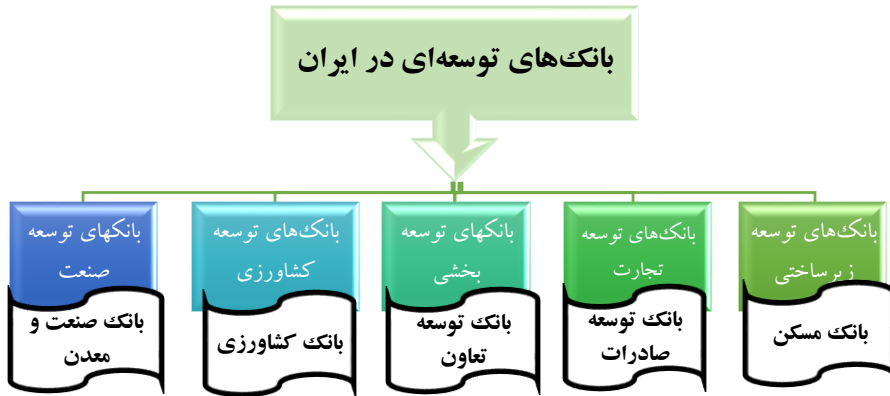 بانک‌های توسعه‌ای در ایران
بانک‌های توسعه
زیرساختی
بانک مسکن
بانک‌های توسعه
تجارت
بانک توسعه
صادرات
بانکهای توسعه
بخشی
بانک توسعه
تعاون
بانک‌های توسعه
کشاورزی
بانک کشاورزی
بانکهای توسعه
صنعت
بانک صنعت و
معدن